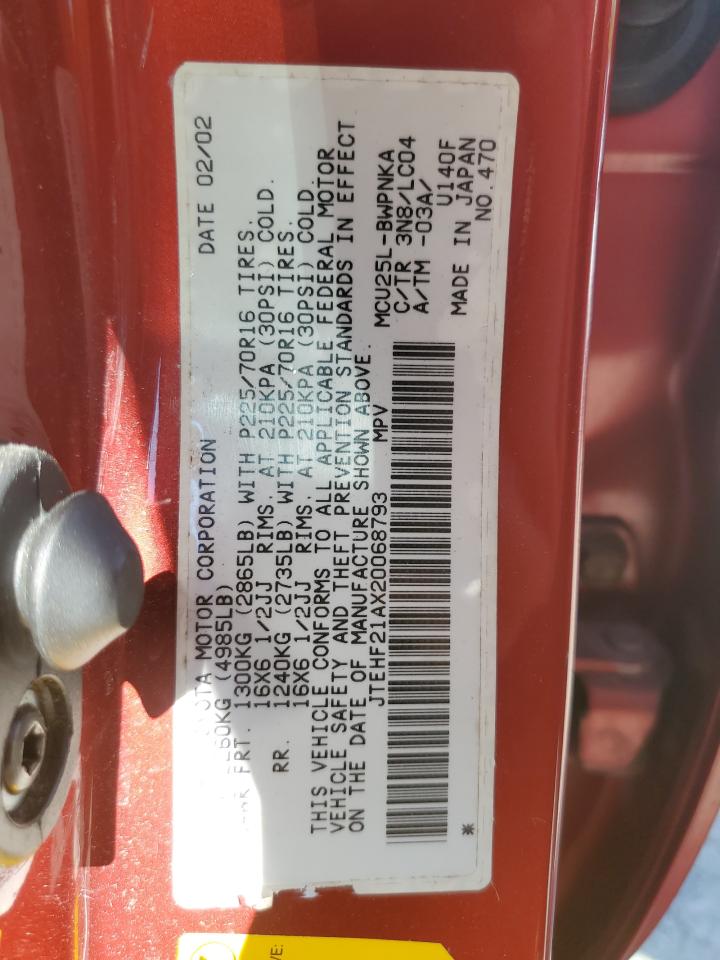 DATE 02/02
MOTOR CORPORATION
(4985LB)
FRT. 1300KG (2865LB) WITH P225/70R16 TIRES.
16X6 1/2JJ RIMS. AT 210KPA (30PSI) COLD.
RR. 1240KG (2735LB) WITH P225/70R16 TIRES.
16X6 1/2JJ RIMS. AT 210KPA (30PSI) COLD.
THIS VEHICLE CONFORMS TO ALL APPLICABLE FEDERAL MOTOR
VEHICLE SAFETY AND THEFT PREVENTION STANDARDS IN EFFECT
ON THE DATE OF MANUFACTURE SHOWN ABOVE.
JTEHF21AX20068793 MPV
MCU25L-BWPNKA
C/TR 3N8/LC04
A/TM -03A/
U140F
MADE IN JAPAN
NO.470
※